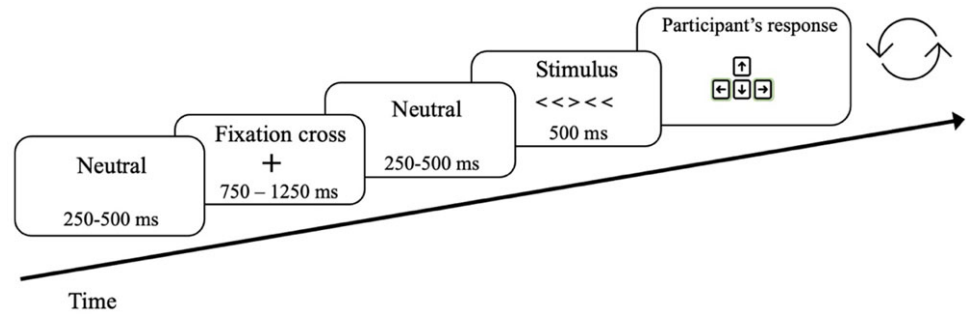 Neutral
250-500 ms
Fixation cross
+
750 – 1250 ms
Neutral
250-500 ms
Stimulus
< < > < <
500 ms
Participant's response
↑
← ↓ →
Time